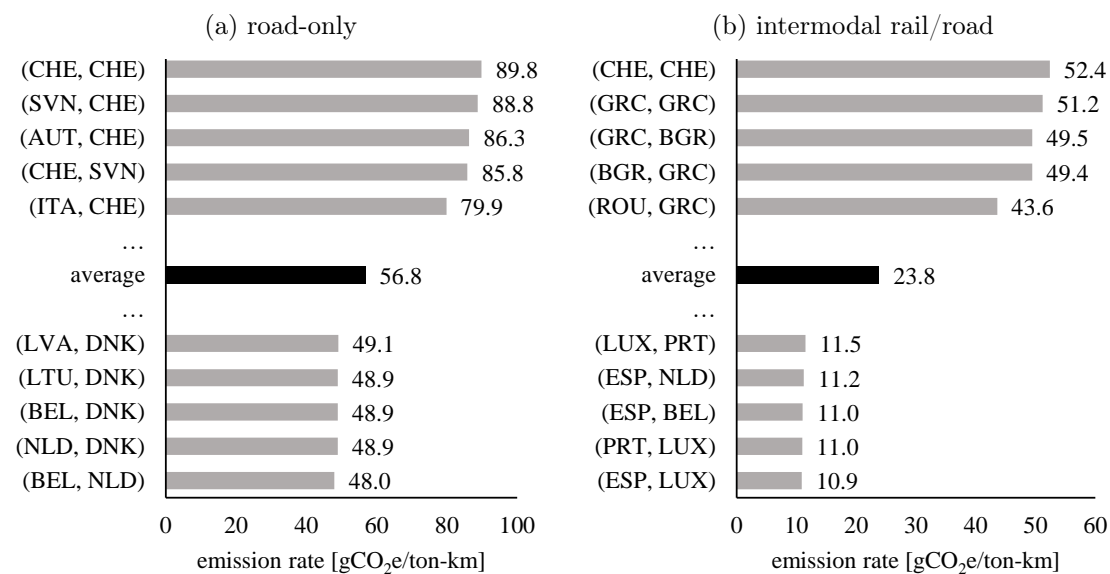 (a) road-only
(CHE, CHE) 89.8
(SVN, CHE) 88.8
(AUT, CHE) 86.3
(CHE, SVN) 85.8
(ITA, CHE) 79.9
…
average 56.8
…
(LVA, DNK) 49.1
(LTU, DNK) 48.9
(BEL, DNK) 48.9
(NLD, DNK) 48.9
(BEL, NLD) 48.0
0 20 40 60 80 100
emission rate [gCO₂e/ton-km]
(b) intermodal rail/road
(CHE, CHE) 52.4
(GRC, GRC) 51.2
(GRC, BGR) 49.5
(BGR, GRC) 49.4
(ROU, GRC) 43.6
…
average 23.8
…
(LUX, PRT) 11.5
(ESP, NLD) 11.2
(ESP, BEL) 11.0
(PRT, LUX) 11.0
(ESP, LUX) 10.9
0 10 20 30 40 50 60
emission rate [gCO₂e/ton-km]